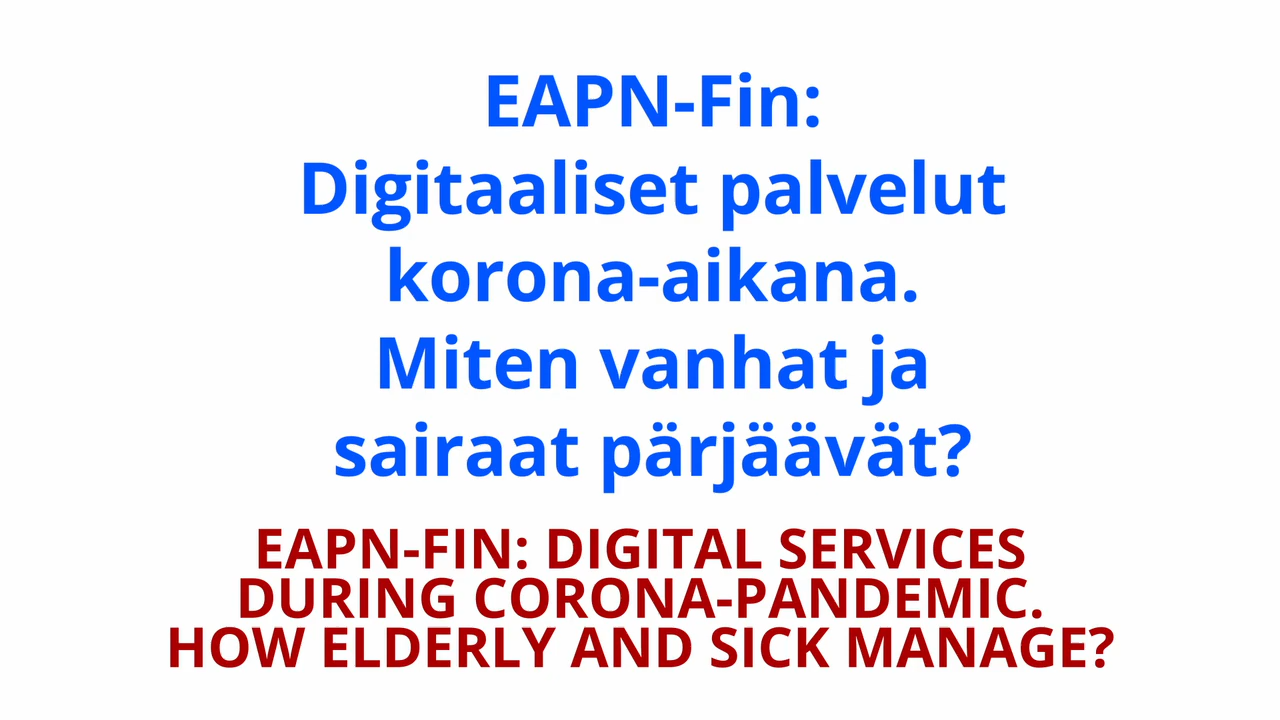 EAPN-Fin:
Digitaaliset palvelut
korona-aikana.
Miten vanhat ja
sairaat pärjäävät?
EAPN-FIN: DIGITAL SERVICES
DURING CORONA-PANDEMIC.
HOW ELDERLY AND SICK MANAGE?